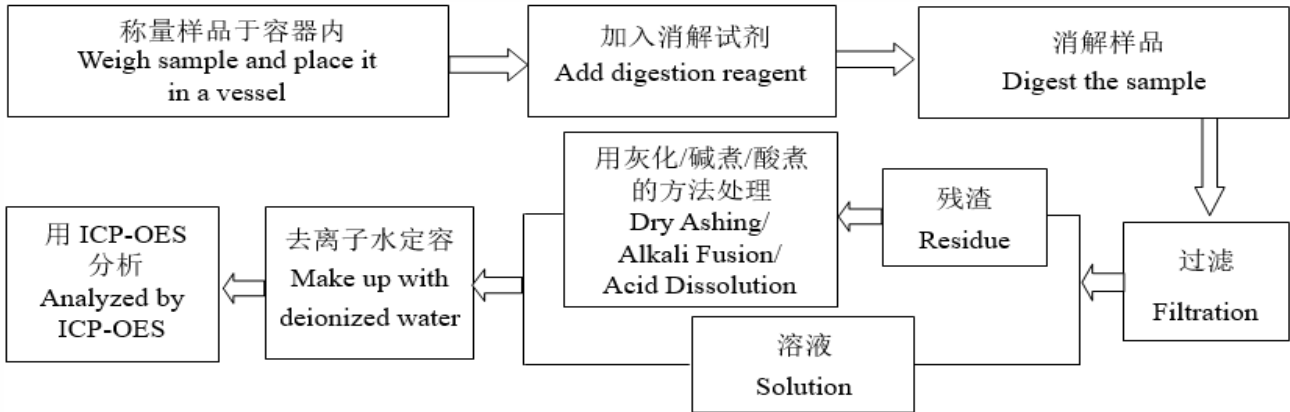 称量样品于容器内
Weigh sample and place it
in a vessel
加入消解试剂
Add digestion reagent
消解样品
Digest the sample
过滤
Filtration
残渣
Residue
用灰化/碱煮/酸煮
的方法处理
Dry Ashing/
Alkali Fusion/
Acid Dissolution
溶液
Solution
去离子水定容
Make up with
deionized water
用 ICP-OES
分析
Analyzed by
ICP-OES